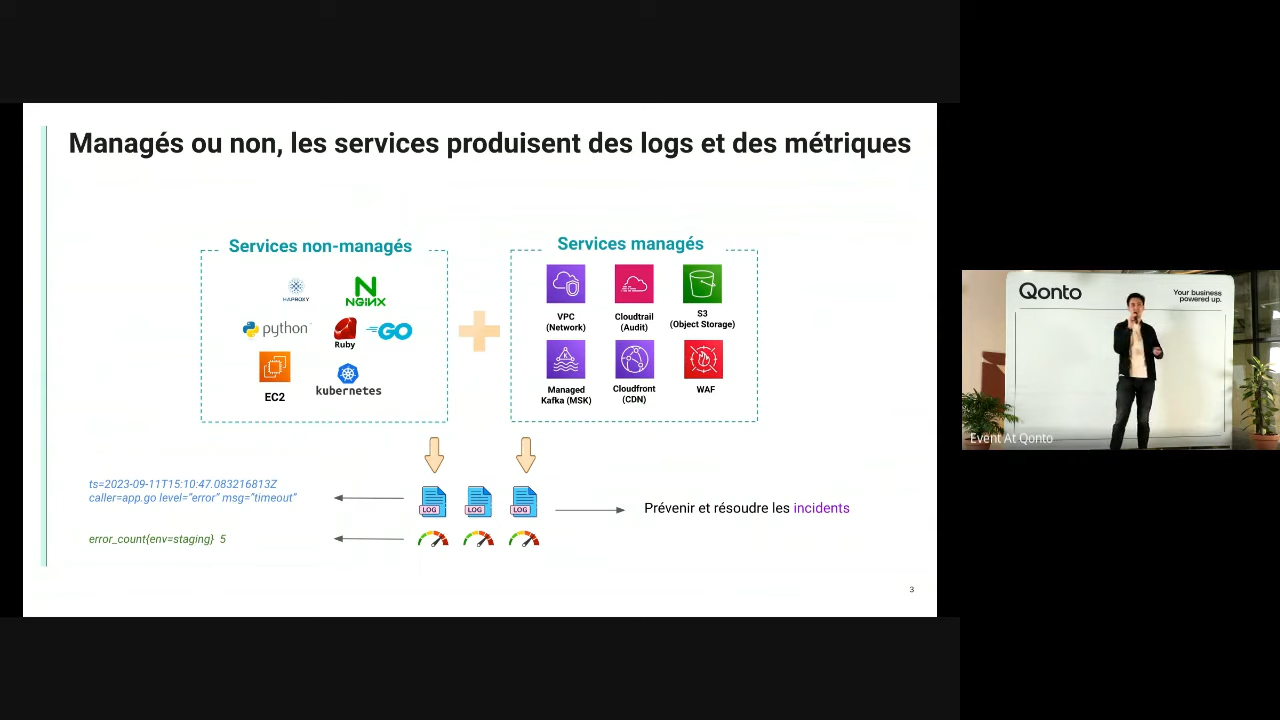 Managés ou non, les services produisent des logs et des métriques
Services non-managés
HAPROXY
NGINX
python
Ruby
GO
EC2
kubernetes
Services managés
VPC
(Network)
Cloudtrail
(Audit)
S3
(Object Storage)
Managed
Kafka (MSK)
Cloudfront
(CDN)
WAF
ts=2023-09-11T15:10:47.083216813Z
caller=app.go level="error" msg="timeout"
LOG
LOG
LOG
Prévenir et résoudre les incidents
error_count{env=staging} 5
3
Qonto
Your business
powered up.
Event At Qonto